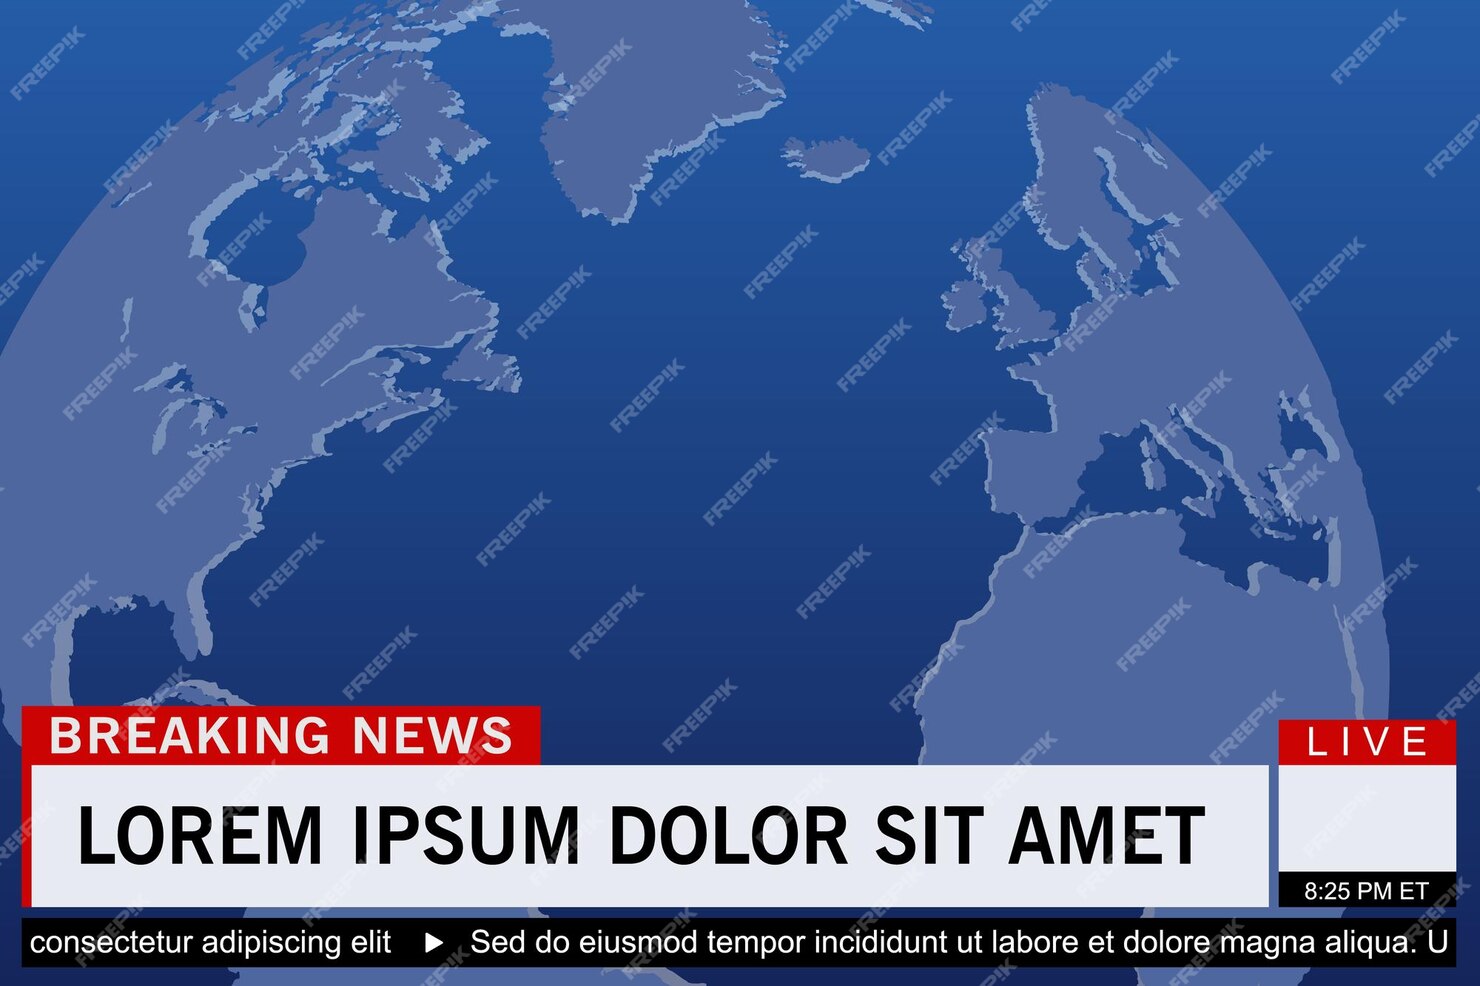 BREAKING NEWS
LIVE
LOREM IPSUM DOLOR SIT AMET
8:25 PM ET
consectetur adipiscing elit ▶ Sed do eiusmod tempor incididunt ut labore et dolore magna aliqua. U
FREEPIK